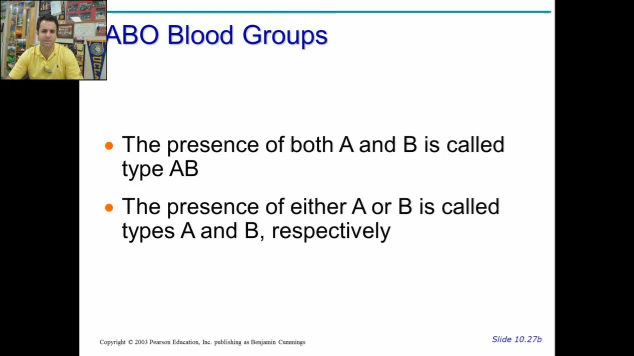 ABO Blood Groups
• The presence of both A and B is called
type AB
• The presence of either A or B is called
types A and B, respectively
Copyright © 2003 Pearson Education, Inc. publishing as Benjamin Cummings
Slide 10.27b